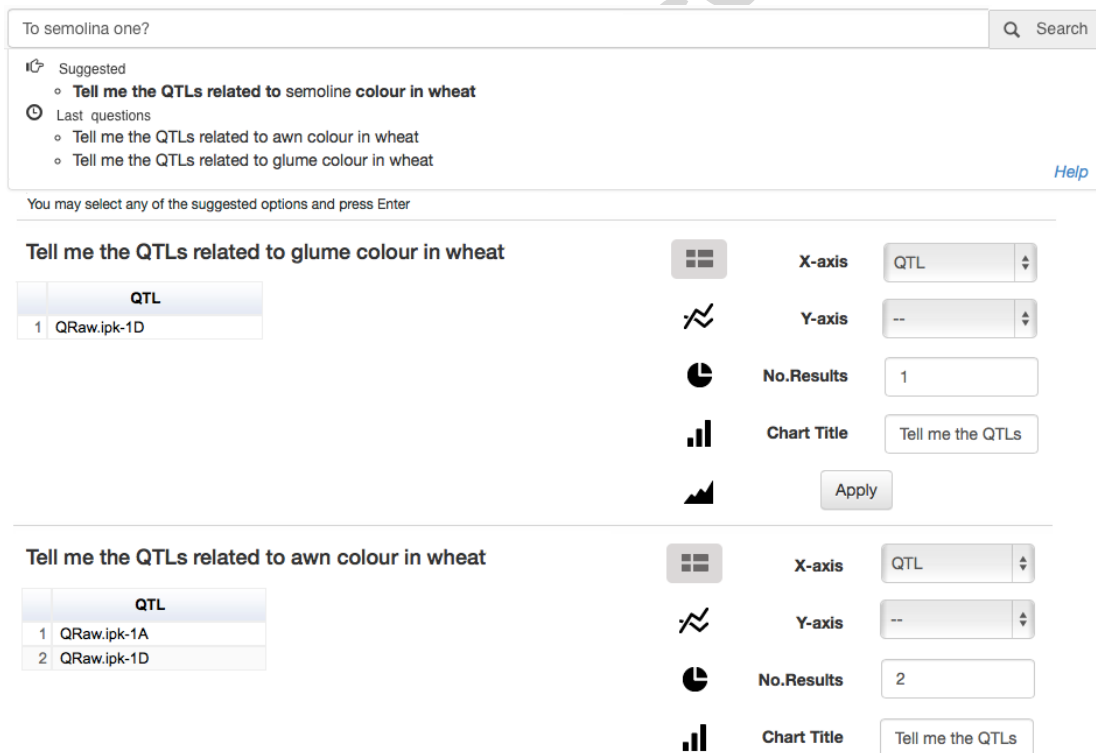 To semolina one?
Search
Suggested
Tell me the QTLs related to semoline colour in wheat
Last questions
Tell me the QTLs related to awn colour in wheat
Tell me the QTLs related to glume colour in wheat
Help
You may select any of the suggested options and press Enter
Tell me the QTLs related to glume colour in wheat
QTL
1 QRaw.ipk-1D
X-axis QTL
Y-axis --
No.Results 1
Chart Title Tell me the QTLs
Apply
Tell me the QTLs related to awn colour in wheat
QTL
1 QRaw.ipk-1A
2 QRaw.ipk-1D
X-axis QTL
Y-axis --
No.Results 2
Chart Title Tell me the QTLs